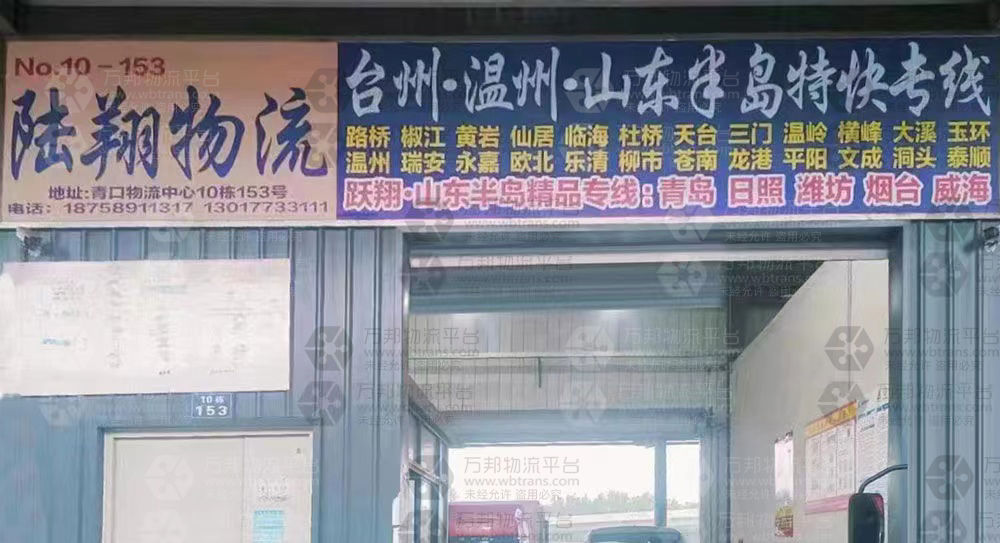 No.10-153
陆翔物流
地址:青口物流中心10栋153号
电话: 18758911317 13017733111
台州·温州·山东半岛特快专线
路桥 椒江 黄岩 仙居 临海 杜桥 天台 三门 温岭 横峰 大溪 玉环
温州 瑞安 永嘉 欧北 乐清 柳市 苍南 龙港 平阳 文成 洞头 泰顺
跃翔·山东半岛精品专线:青岛 日照 潍坊 烟台 威海
10栋
153
万邦物流平台
www.wbtrans.com
未经允许 盗用必究